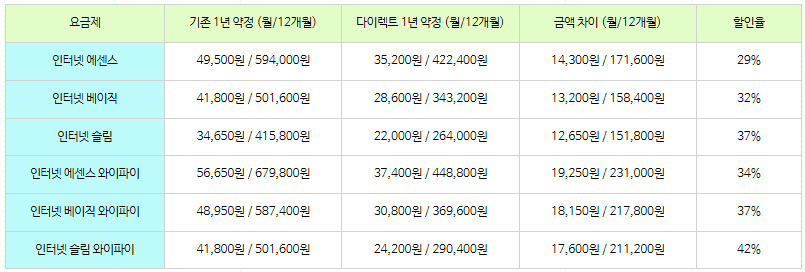 요금제 기존 1년 약정 (월/12개월) 다이렉트 1년 약정 (월/12개월) 금액 차이 (월/12개월) 할인율
인터넷 에센스 49,500원 / 594,000원 35,200원 / 422,400원 14,300원 / 171,600원 29%
인터넷 베이직 41,800원 / 501,600원 28,600원 / 343,200원 13,200원 / 158,400원 32%
인터넷 슬림 34,650원 / 415,800원 22,000원 / 264,000원 12,650원 / 151,800원 37%
인터넷 에센스 와이파이 56,650원 / 679,800원 37,400원 / 448,800원 19,250원 / 231,000원 34%
인터넷 베이직 와이파이 48,950원 / 587,400원 30,800원 / 369,600원 18,150원 / 217,800원 37%
인터넷 슬림 와이파이 41,800원 / 501,600원 24,200원 / 290,400원 17,600원 / 211,200원 42%